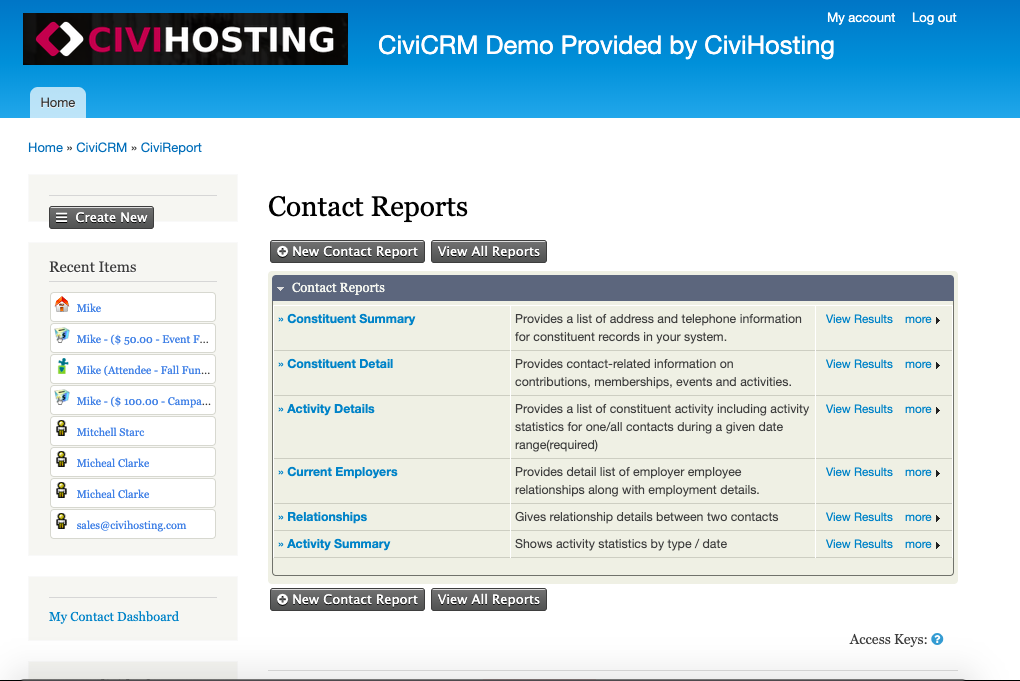 My account Log out
CIVIHOSTING
CiviCRM Demo Provided by CiviHosting
Home
Home » CiviCRM » CiviReport
Create New
Recent Items
Mike
Mike - ($ 50.00 - Event F...
Mike (Attendee - Fall Fun...
Mike - ($ 100.00 - Campa...
Mitchell Starc
Micheal Clarke
Micheal Clarke
sales@civihosting.com
My Contact Dashboard
Contact Reports
New Contact Report View All Reports
Contact Reports
» Constituent Summary Provides a list of address and telephone information View Results more
for constituent records in your system.
» Constituent Detail Provides contact-related information on View Results more
contributions, memberships, events and activities.
» Activity Details Provides a list of constituent activity including activity View Results more
statistics for one/all contacts during a given date
range(required)
» Current Employers Provides detail list of employer employee View Results more
relationships along with employment details.
» Relationships Gives relationship details between two contacts View Results more
» Activity Summary Shows activity statistics by type / date View Results more
New Contact Report View All Reports
Access Keys: ?